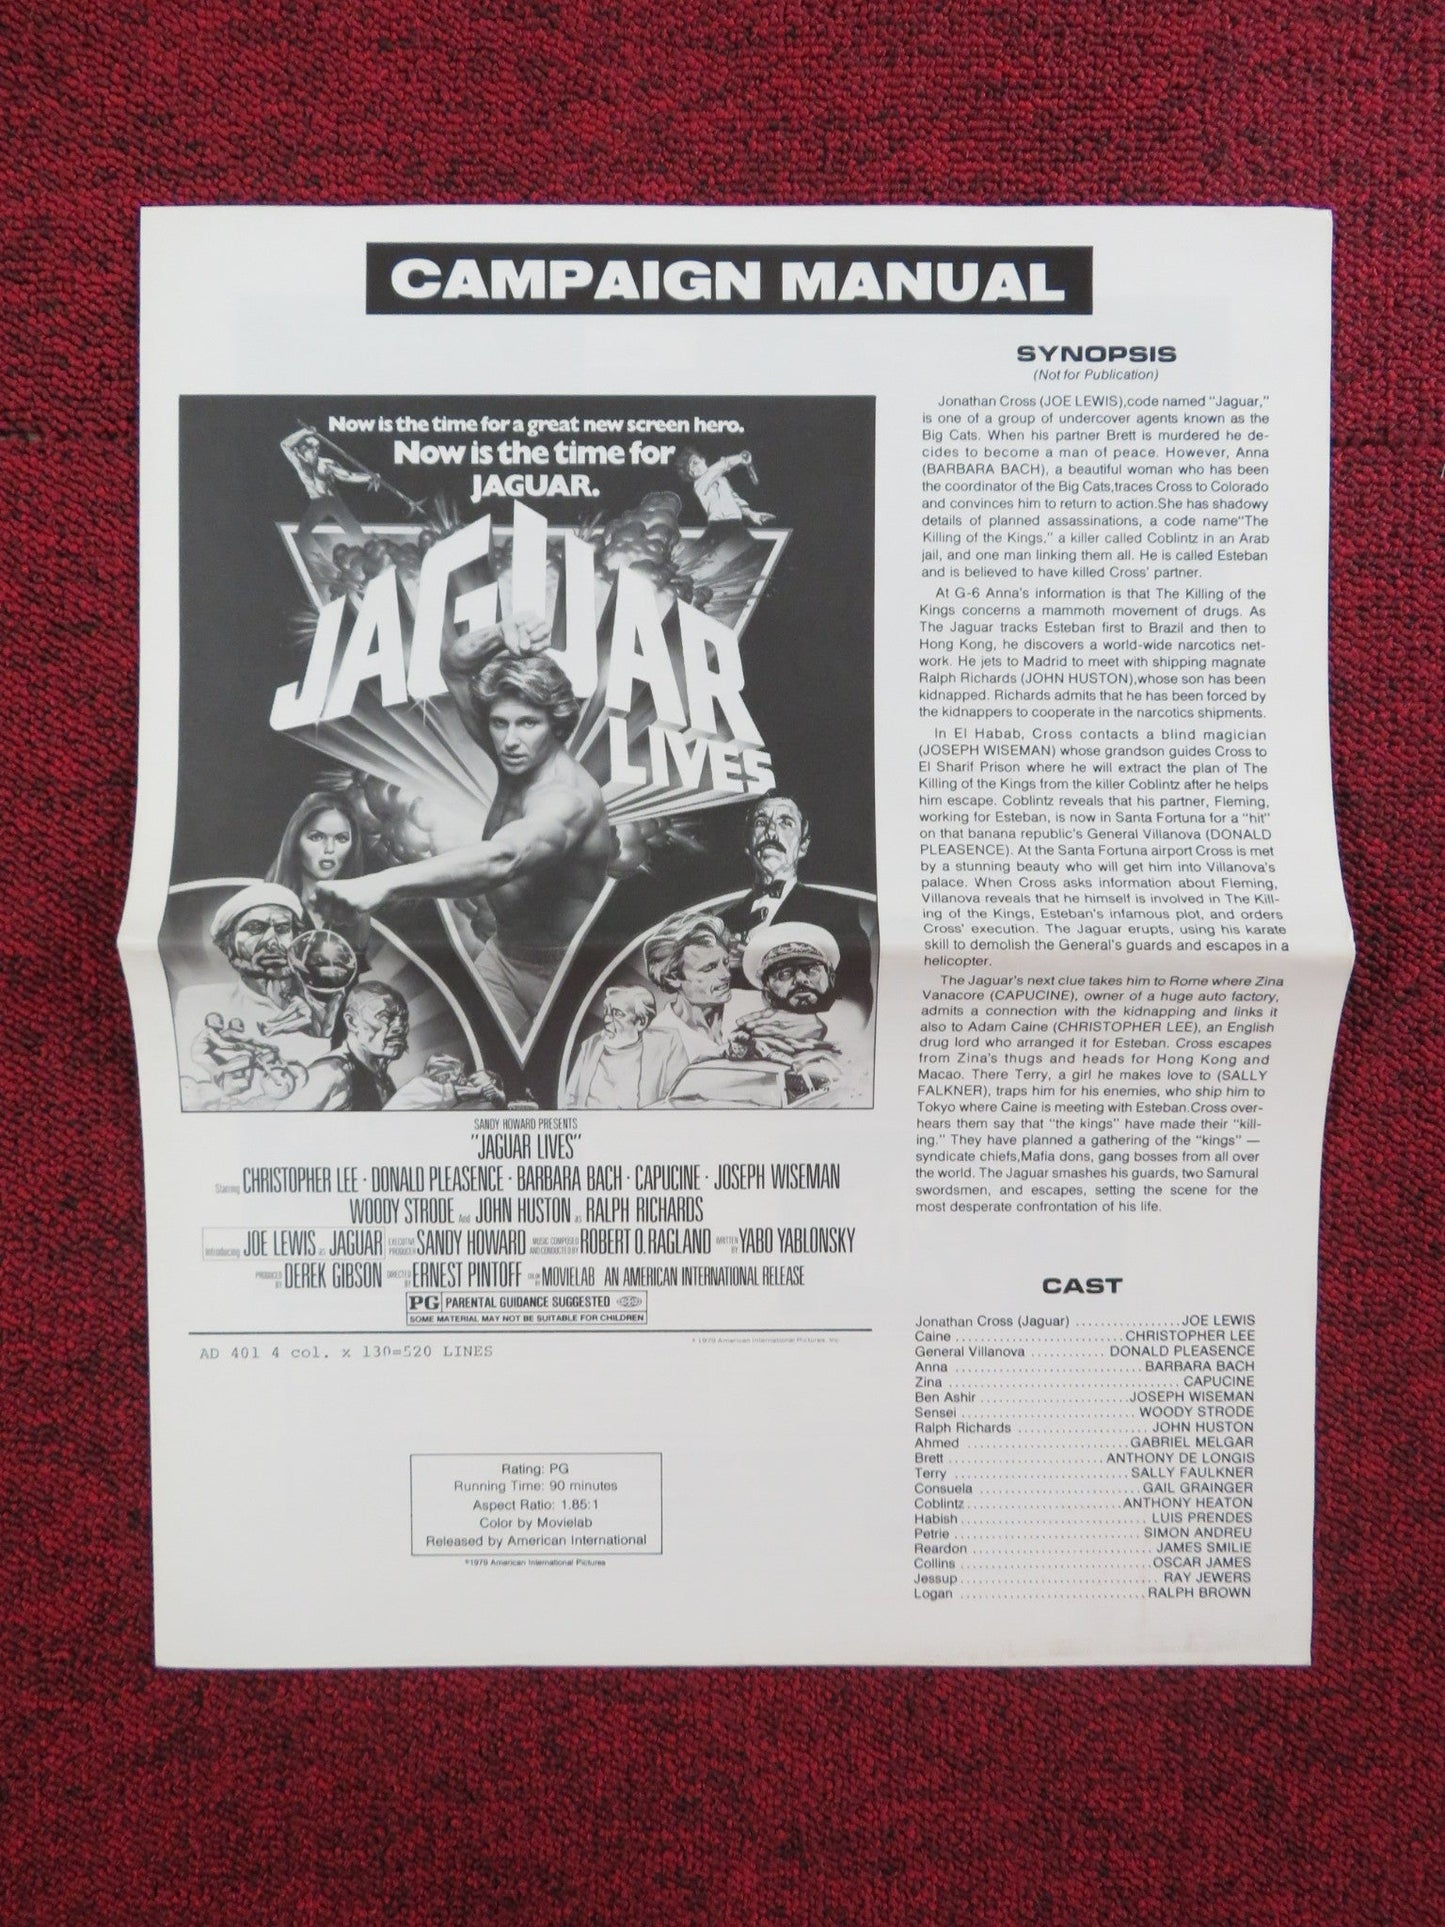 CAMPAIGN MANUAL
Now is the time for a great new screen hero.
Now is the time for
JAGUAR.
JAGUAR
LIVES
SANDY HOWARD PRESENTS
"JAGUAR LIVES"
Starring CHRISTOPHER LEE · DONALD PLEASENCE · BARBARA BACH · CAPUCINE · JOSEPH WISEMAN
WOODY STRODE And JOHN HUSTON as RALPH RICHARDS
Introducing JOE LEWIS as JAGUAR EXECUTIVE PRODUCER SANDY HOWARD MUSIC COMPOSED AND CONDUCTED BY ROBERT O. RAGLAND WRITTEN BY YABO YABLONSKY
PRODUCED BY DEREK GIBSON DIRECTED BY ERNEST PINTOFF COLOR BY MOVIELAB AN AMERICAN INTERNATIONAL RELEASE
PG PARENTAL GUIDANCE SUGGESTED
SOME MATERIAL MAY NOT BE SUITABLE FOR CHILDREN
© 1979 American International Pictures, Inc.
AD 401 4 col. x 130=520 LINES
Rating: PG
Running Time: 90 minutes
Aspect Ratio: 1.85:1
Color by Movielab
Released by American International
©1979 American International Pictures
SYNOPSIS
(Not for Publication)
Jonathan Cross (JOE LEWIS),code named "Jaguar,"
is one of a group of undercover agents known as the
Big Cats. When his partner Brett is murdered he de-
cides to become a man of peace. However, Anna
(BARBARA BACH), a beautiful woman who has been
the coordinator of the Big Cats,traces Cross to Colorado
and convinces him to return to action.She has shadowy
details of planned assassinations, a code name"The
Killing of the Kings." a killer called Coblintz in an Arab
jail, and one man linking them all. He is called Esteban
and is believed to have killed Cross' partner.
At G-6 Anna's information is that The Killing of the
Kings concerns a mammoth movement of drugs. As
The Jaguar tracks Esteban first to Brazil and then to
Hong Kong, he discovers a world-wide narcotics net-
work. He jets to Madrid to meet with shipping magnate
Ralph Richards (JOHN HUSTON),whose son has been
kidnapped. Richards admits that he has been forced by
the kidnappers to cooperate in the narcotics shipments.
In El Habab, Cross contacts a blind magician
(JOSEPH WISEMAN) whose grandson guides Cross to
El Sharif Prison where he will extract the plan of The
Killing of the Kings from the killer Coblintz after he helps
him escape. Coblintz reveals that his partner, Fleming,
working for Esteban, is now in Santa Fortuna for a "hit"
on that banana republic's General Villanova (DONALD
PLEASENCE). At the Santa Fortuna airport Cross is met
by a stunning beauty who will get him into Villanova's
palace. When Cross asks information about Fleming,
Villanova reveals that he himself is involved in The Kill-
ing of the Kings, Esteban's infamous plot, and orders
Cross' execution. The Jaguar erupts, using his karate
skill to demolish the General's guards and escapes in a
helicopter.
The Jaguar's next clue takes him to Rome where Zina
Vanacore (CAPUCINE), owner of a huge auto factory,
admits a connection with the kidnapping and links it
also to Adam Caine (CHRISTOPHER LEE), an English
drug lord who arranged it for Esteban. Cross escapes
from Zina's thugs and heads for Hong Kong and
Macao. There Terry, a girl he makes love to (SALLY
FALKNER), traps him for his enemies, who ship him to
Tokyo where Caine is meeting with Esteban.Cross over-
hears them say that "the kings" have made their "kill-
ing." They have planned a gathering of the "kings" —
syndicate chiefs,Mafia dons, gang bosses from all over
the world. The Jaguar smashes his guards, two Samural
swordsmen, and escapes, setting the scene for the
most desperate confrontation of his life.
CAST
Jonathan Cross (Jaguar) ................ JOE LEWIS
Caine ........................ CHRISTOPHER LEE
General Villanova ........... DONALD PLEASENCE
Anna ........................... BARBARA BACH
Zina ................................. CAPUCINE
Ben Ashir ..................... JOSEPH WISEMAN
Sensei ......................... WOODY STRODE
Ralph Richards .................. JOHN HUSTON
Ahmed ....................... GABRIEL MELGAR
Brett ..................... ANTHONY DE LONGIS
Terry ........................ SALLY FAULKNER
Consuela ...................... GAIL GRAINGER
Coblintz ..................... ANTHONY HEATON
Habish ......................... LUIS PRENDES
Petrie ......................... SIMON ANDREU
Reardon ....................... JAMES SMILIE
Collins .......................... OSCAR JAMES
Jessup ........................... RAY JEWERS
Logan ......................... RALPH BROWN